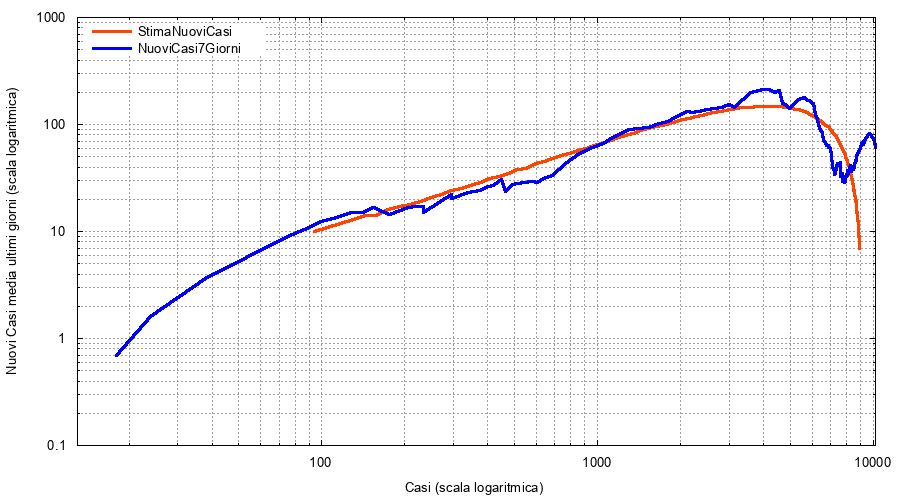 1000
StimaNuoviCasi
NuoviCasi7Giorni
100
10
1
0.1
Nuovi Casi media ultimi giorni (scala logaritmica)
100
1000
10000
Casi (scala logaritmica)